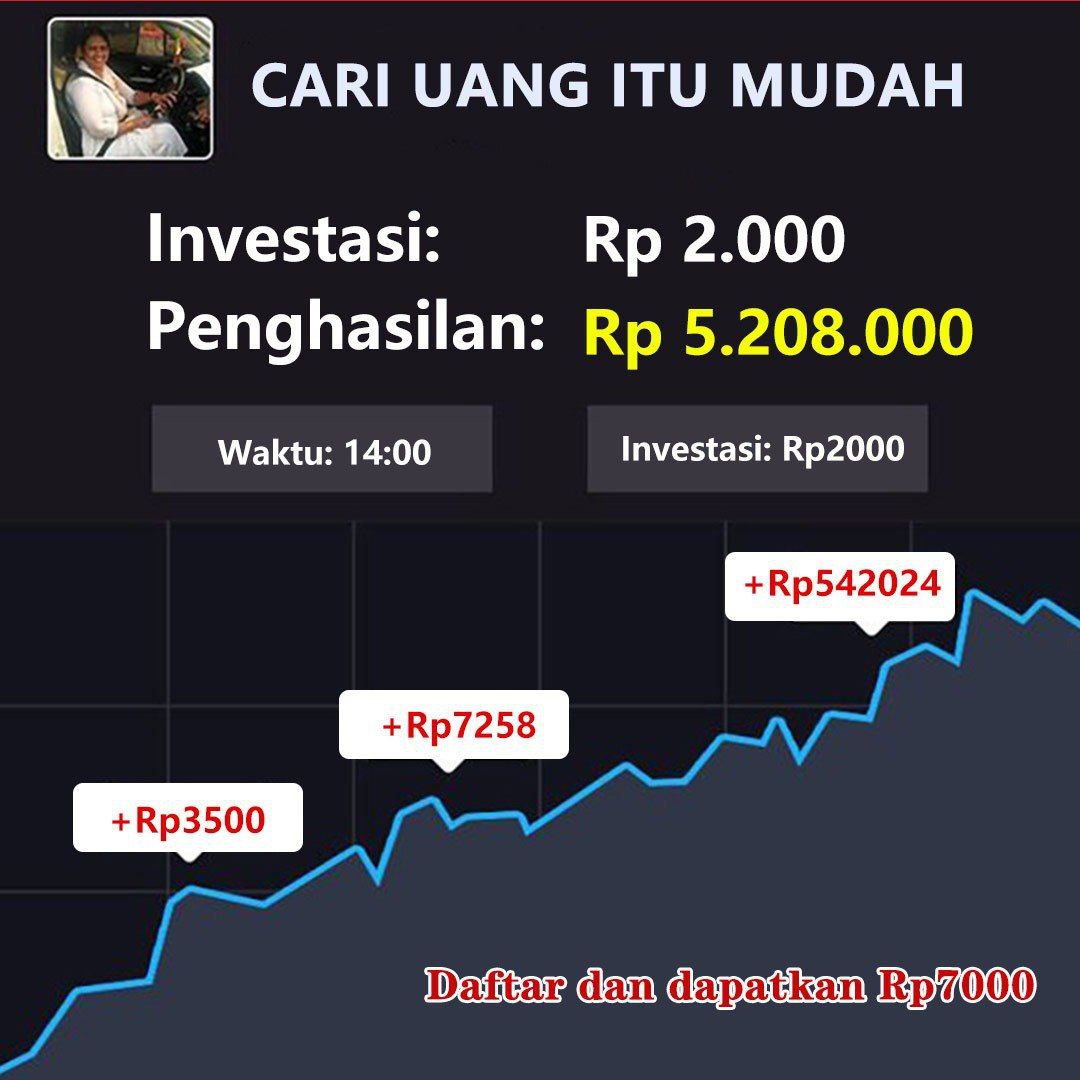 CARI UANG ITU MUDAH
Investasi: Rp 2.000
Penghasilan: Rp 5.208.000
Waktu: 14:00
Investasi: Rp2000
+Rp542024
+Rp7258
+Rp3500
Daftar dan dapatkan Rp7000